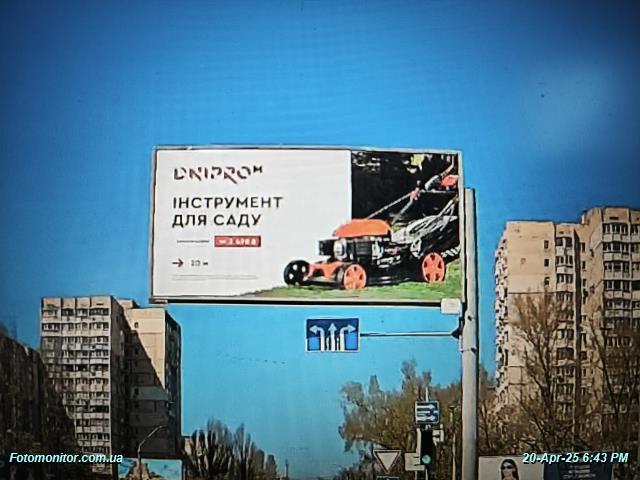 DNIPRO M
ІНСТРУМЕНТ
ДЛЯ САДУ
Fotomonitor.com.ua
20-Apr-25 6:43 PM